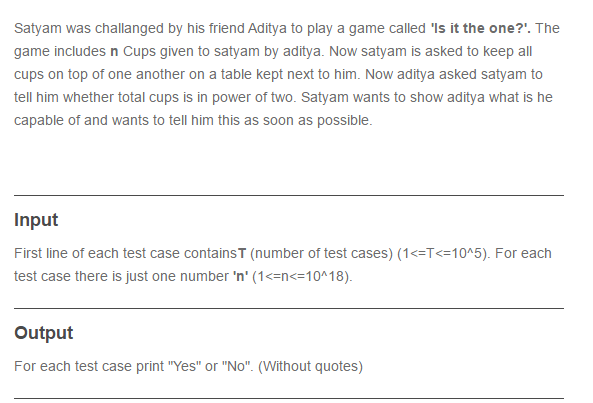 Satyam was challanged by his friend Aditya to play a game called 'Is it the one?'. The
game includes n Cups given to satyam by aditya. Now satyam is asked to keep all
cups on top of one another on a table kept next to him. Now aditya asked satyam to
tell him whether total cups is in power of two. Satyam wants to show aditya what is he
capable of and wants to tell him this as soon as possible.
Input
First line of each test case containsT (number of test cases) (1<=T<=10^5). For each
test case there is just one number 'n' (1<=n<=10^18).
Output
For each test case print "Yes" or "No". (Without quotes)